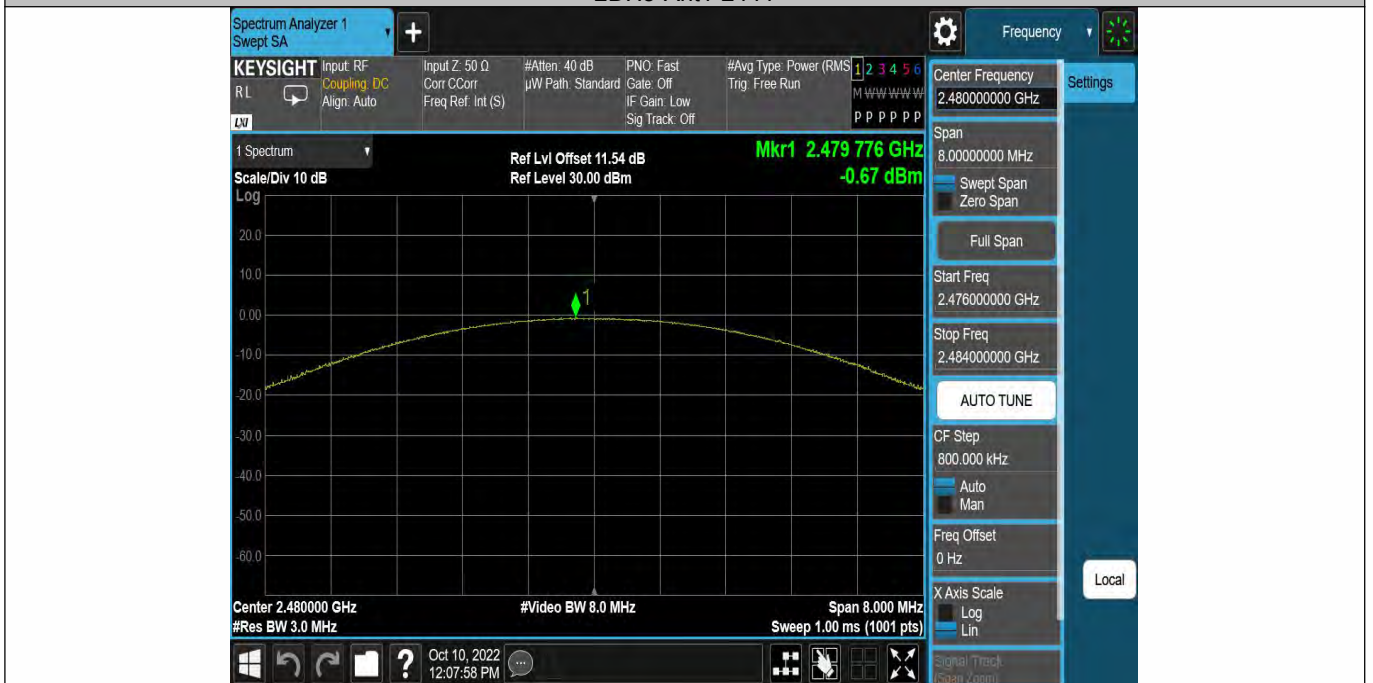 Spectrum Analyzer 1
Swept SA
+
Frequency
KEYSIGHT
RL
LXI
Input: RF
Coupling: DC
Align: Auto
Input Z: 50 Ω
Corr CCorr
Freq Ref: Int (S)
#Atten: 40 dB
µW Path: Standard
PNO: Fast
Gate: Off
IF Gain: Low
Sig Track: Off
#Avg Type: Power (RMS
Trig: Free Run
1 2 3 4 5 6
M W W W W W
P P P P P P
1 Spectrum
Scale/Div 10 dB
Log
Ref Lvl Offset 11.54 dB
Ref Level 30.00 dBm
Mkr1 2.479 776 GHz
-0.67 dBm
20.0
10.0
0.00
-10.0
-20.0
-30.0
-40.0
-50.0
-60.0
1
Center 2.480000 GHz
#Res BW 3.0 MHz
#Video BW 8.0 MHz
Span 8.000 MHz
Sweep 1.00 ms (1001 pts)
Center Frequency
2.480000000 GHz
Settings
Span
8.00000000 MHz
Swept Span
Zero Span
Full Span
Start Freq
2.476000000 GHz
Stop Freq
2.484000000 GHz
AUTO TUNE
CF Step
800.000 kHz
Auto
Man
Freq Offset
0 Hz
X Axis Scale
Log
Lin
Local
Signal Track
(Span Zoom)
?
Oct 10, 2022
12:07:58 PM